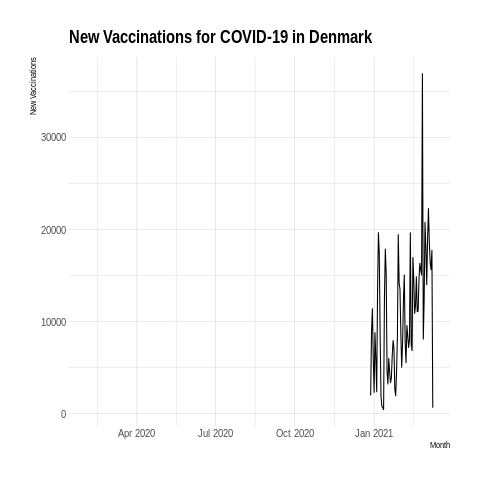 New Vaccinations for COVID-19 in Denmark
New Vaccinations
30000
20000
10000
0
Apr 2020 Jul 2020 Oct 2020 Jan 2021
Month